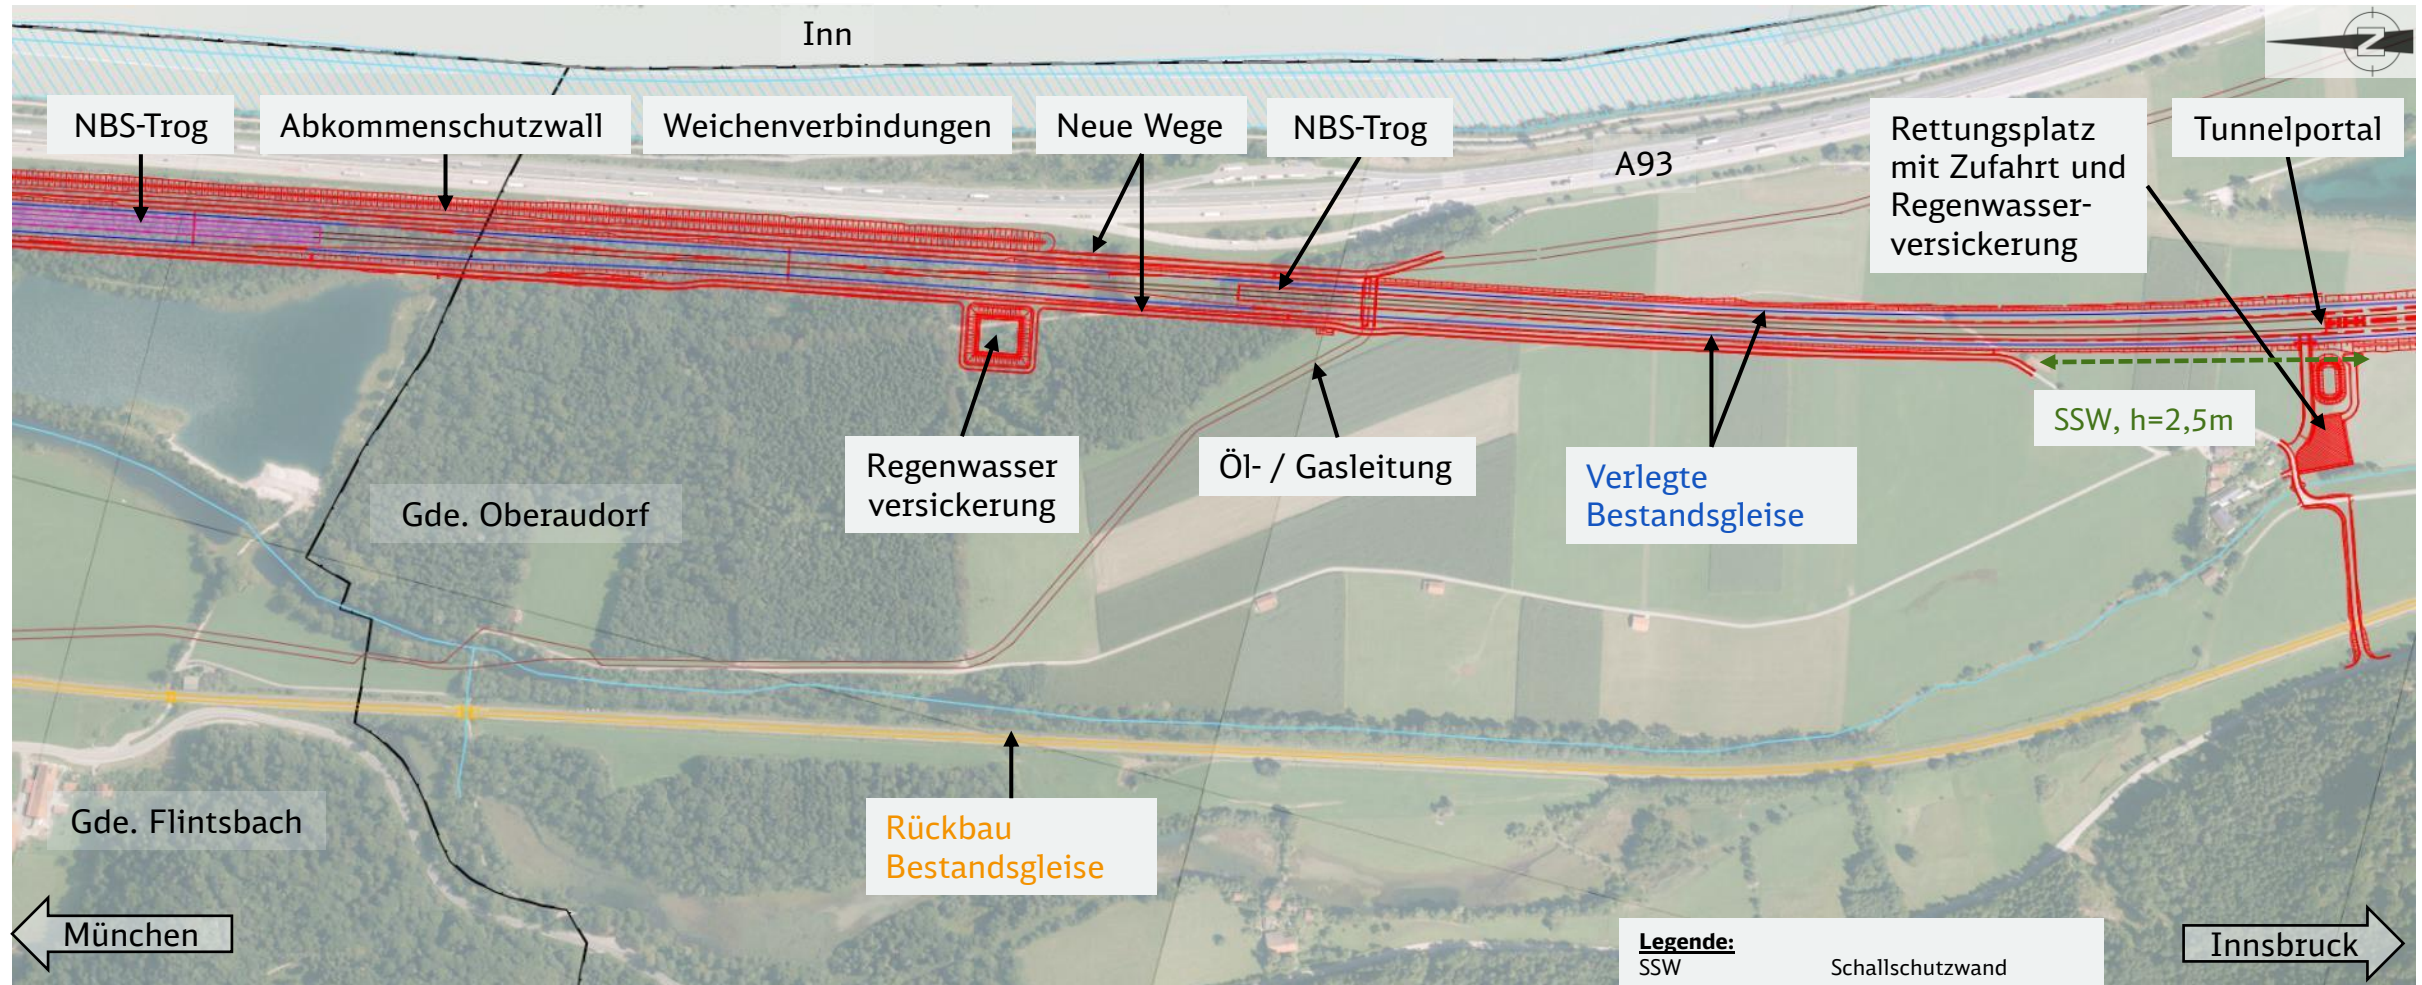 Inn
N
NBS-Trog
Abkommenschutzwall
Weichenverbindungen
Neue Wege
NBS-Trog
A93
Rettungsplatz
mit Zufahrt und
Regenwasser-
versickerung
Tunnelportal
SSW, h=2,5m
Regenwasser
versickerung
Öl- / Gasleitung
Verlegte
Bestandsgleise
Gde. Oberaudorf
Gde. Flintsbach
Rückbau
Bestandsgleise
München
Innsbruck
Legende:
SSW Schallschutzwand